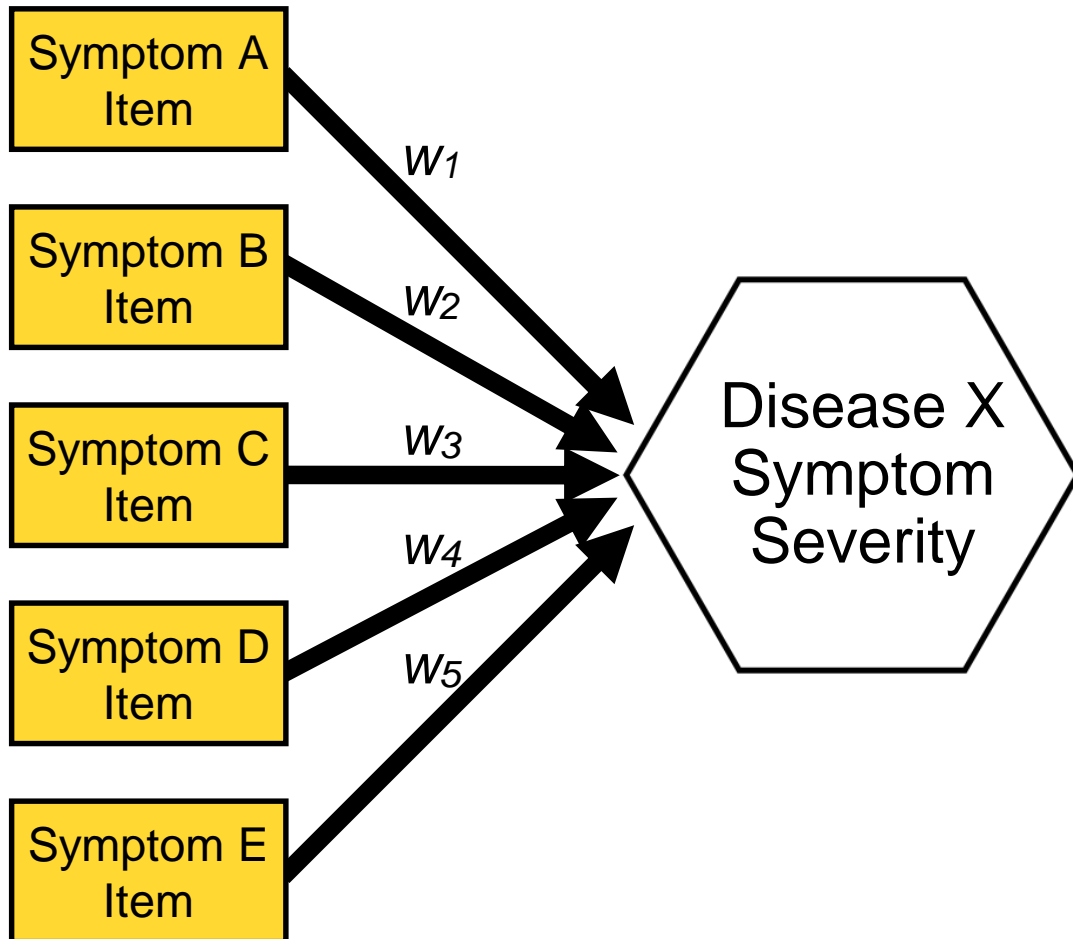 Symptom A
Item
w1
Symptom B
Item
w2
Symptom C
Item
w3
Symptom D
Item
w4
Symptom E
Item
w5
Disease X
Symptom
Severity